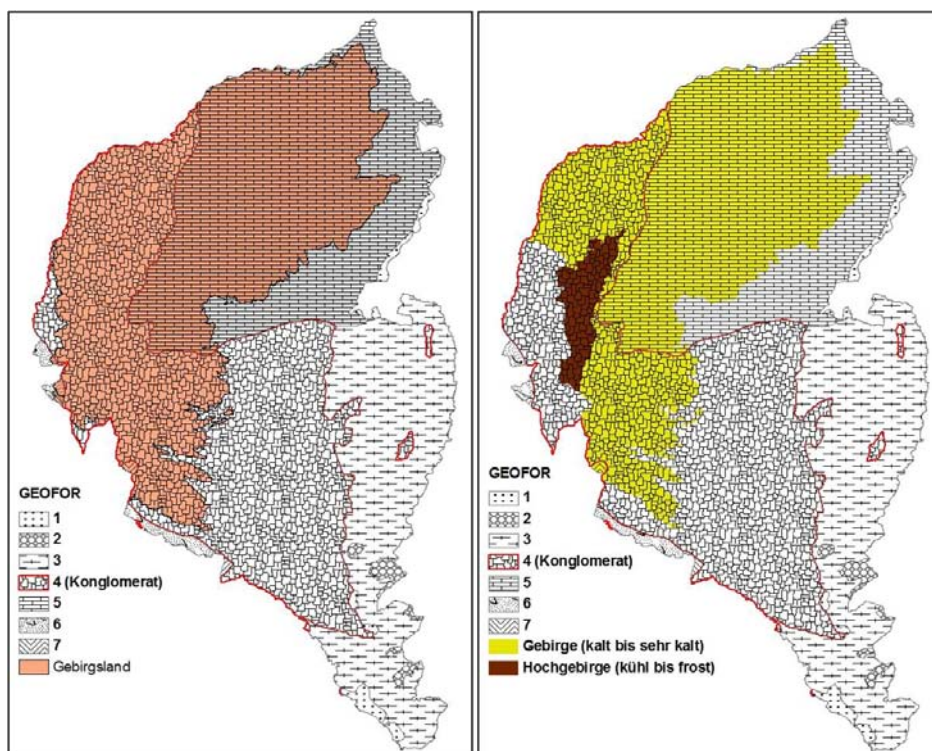 GEOFOR
1
2
3
4 (Konglomerat)
5
6
7
Gebirgsland
GEOFOR
1
2
3
4 (Konglomerat)
5
6
7
Gebirge (kalt bis sehr kalt)
Hochgebirge (kühl bis frost)